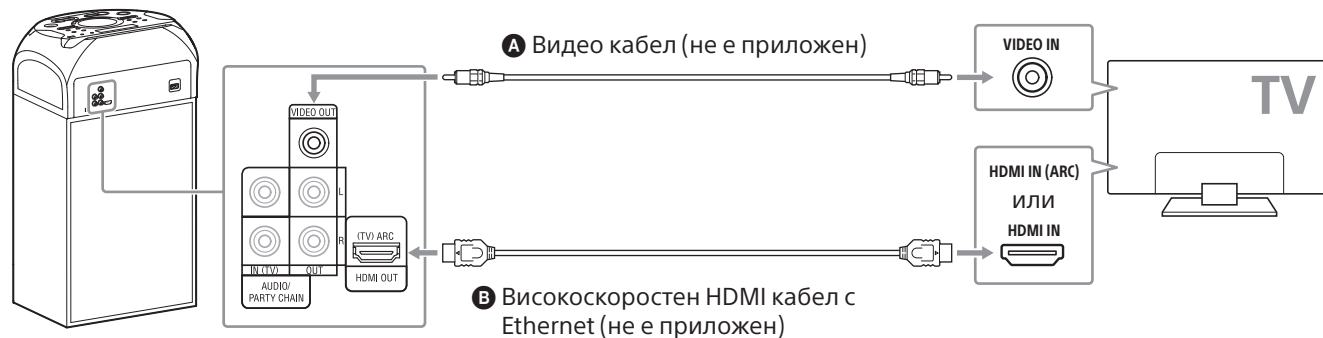 A Видео кабел (не е приложен)
VIDEO IN
TV
VIDEO OUT
L
R
(TV) ARC
HDMI OUT
IN (TV)
OUT
AUDIO/
PARTY CHAIN
HDMI IN (ARC)
или
HDMI IN
B Високоскоростен HDMI кабел с
Ethernet (не е приложен)